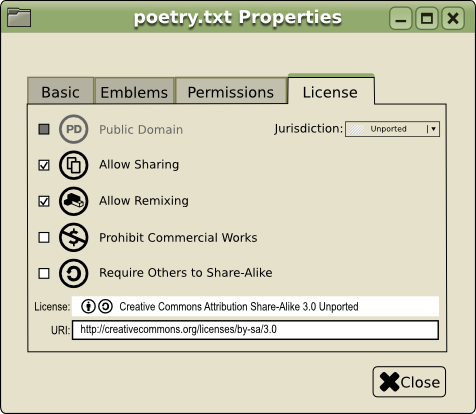 poetry.txt Properties
Basic Emblems Permissions License
PD Public Domain Jurisdiction: Unported
Allow Sharing
Allow Remixing
$ Prohibit Commercial Works
Require Others to Share-Alike
License: Creative Commons Attribution Share-Alike 3.0 Unported
URI: http://creativecommons.org/licenses/by-sa/3.0
Close